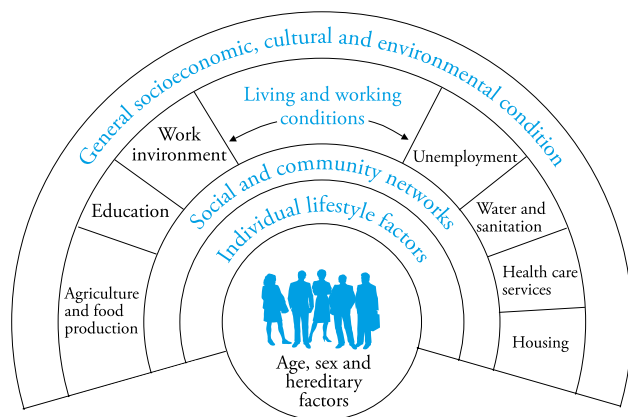 General socioeconomic, cultural and environmental condition
Living and working
conditions
Work
invironment
Unemployment
Education
Water and
sanitation
Agriculture
and food
production
Health care
services
Housing
Social and community networks
Individual lifestyle factors
Age, sex and
hereditary
factors